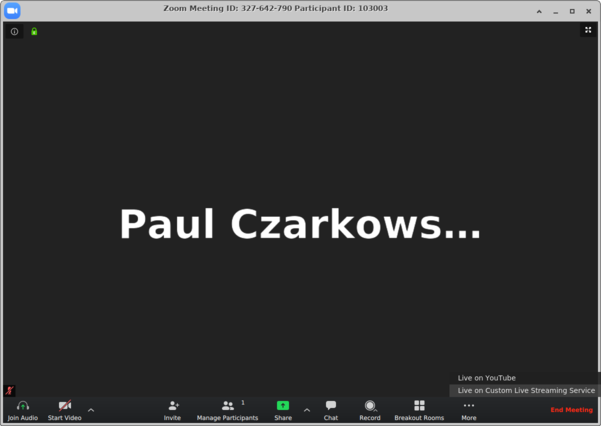 Zoom Meeting ID: 327-642-790 Participant ID: 103003
Paul Czarkows...
Live on YouTube
Live on Custom Live Streaming Service
1
Join Audio Start Video Invite Manage Participants Share Chat Record Breakout Rooms More End Meeting